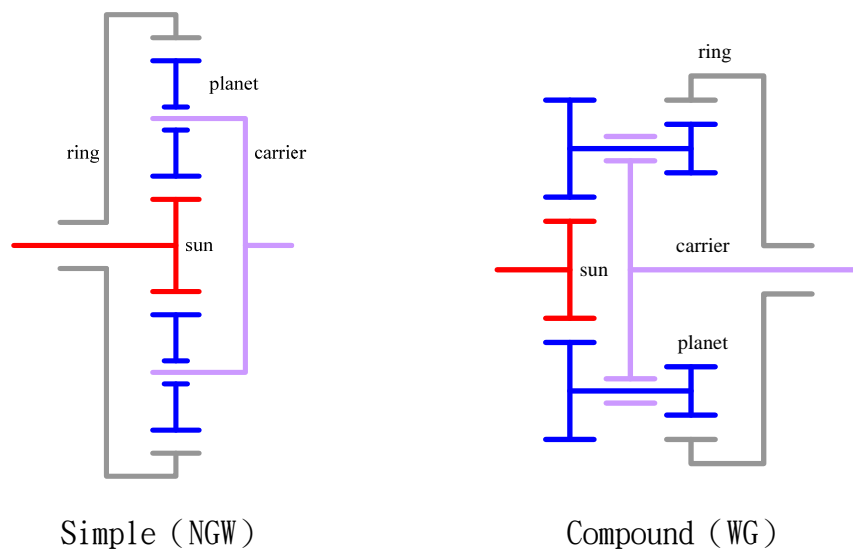 ring
planet
ring
carrier
sun
carrier
sun
planet
Simple（NGW）
Compound（WG）